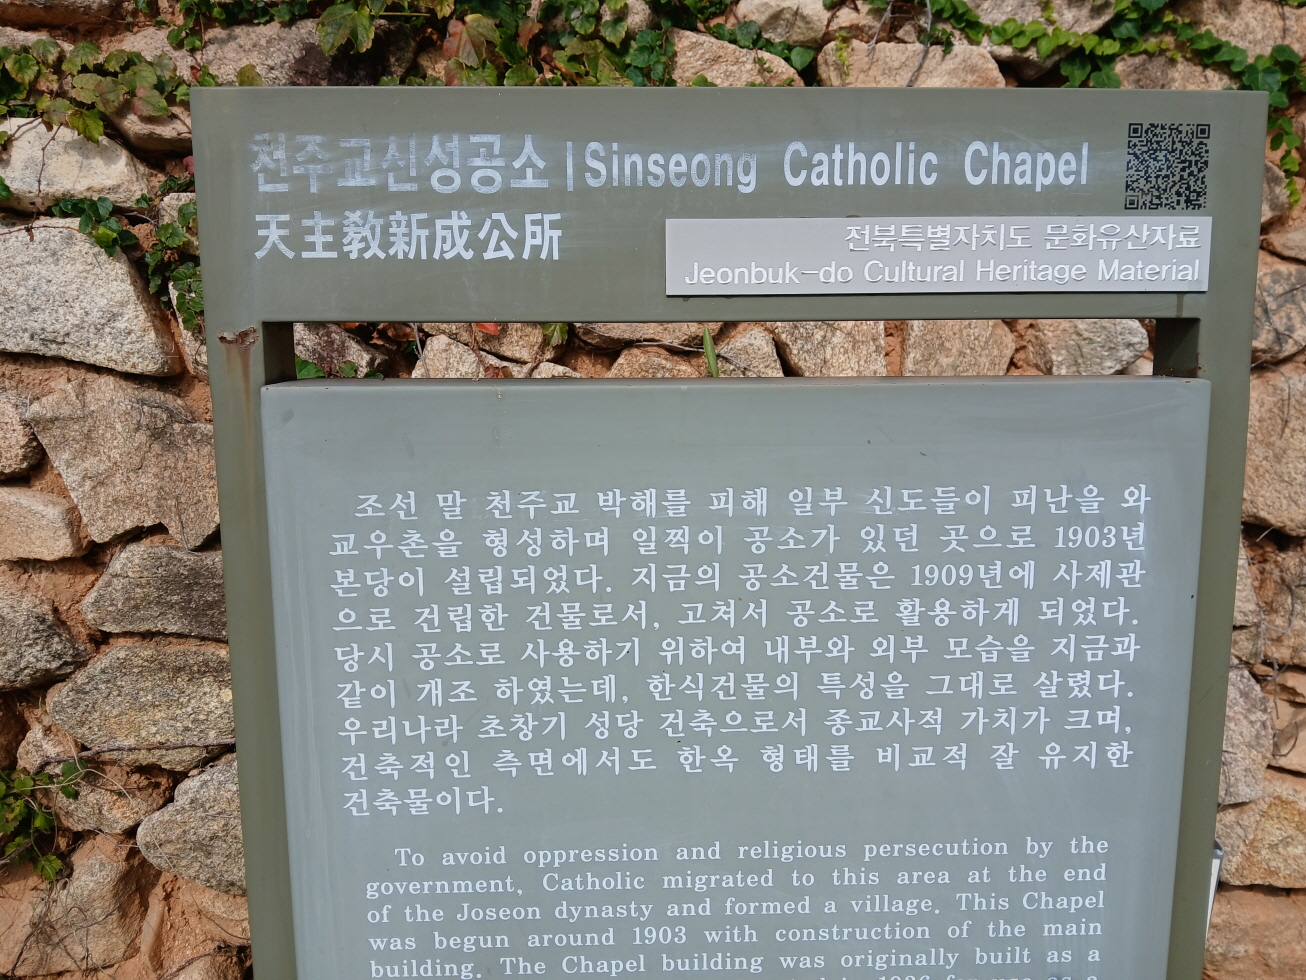 천주교신성공소 | Sinseong Catholic Chapel
天主敎新成公所
전북특별자치도 문화유산자료
Jeonbuk-do Cultural Heritage Material
조선 말 천주교 박해를 피해 일부 신도들이 피난을 와
교우촌을 형성하며 일찍이 공소가 있던 곳으로 1903년
본당이 설립되었다. 지금의 공소건물은 1909년에 사제관
으로 건립한 건물로서, 고쳐서 공소로 활용하게 되었다.
당시 공소로 사용하기 위하여 내부와 외부 모습을 지금과
같이 개조 하였는데, 한식건물의 특성을 그대로 살렸다.
우리나라 초창기 성당 건축으로서 종교사적 가치가 크며,
건축적인 측면에서도 한옥 형태를 비교적 잘 유지한
건축물이다.
To avoid oppression and religious persecution by the
government, Catholic migrated to this area at the end
of the Joseon dynasty and formed a village. This Chapel
was begun around 1903 with construction of the main
building. The Chapel building was originally built as a